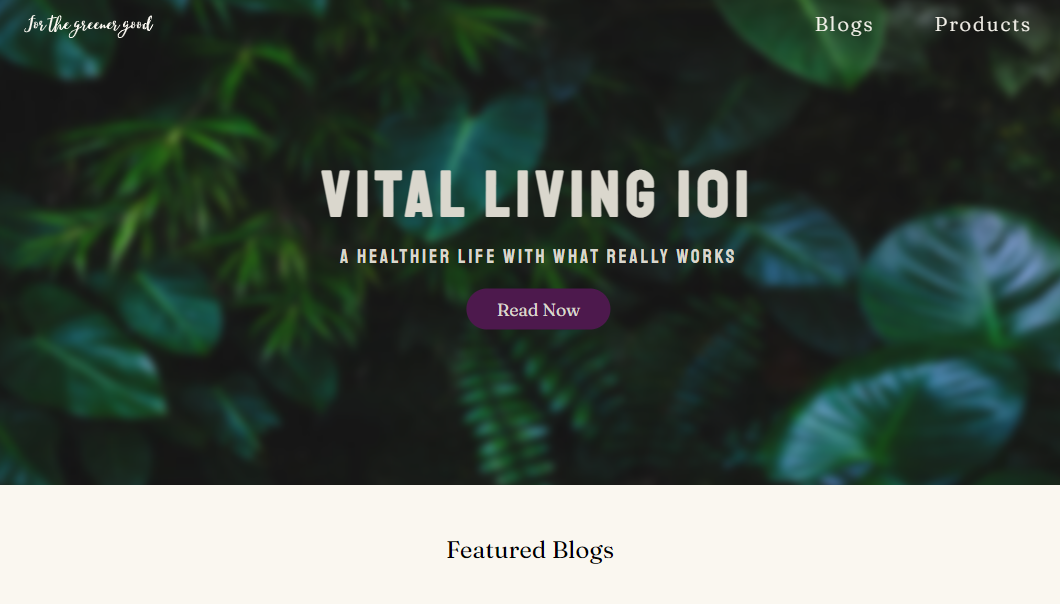 for the greener good
Blogs
Products
VITAL LIVING 101
A HEALTHIER LIFE WITH WHAT REALLY WORKS
Read Now
Featured Blogs